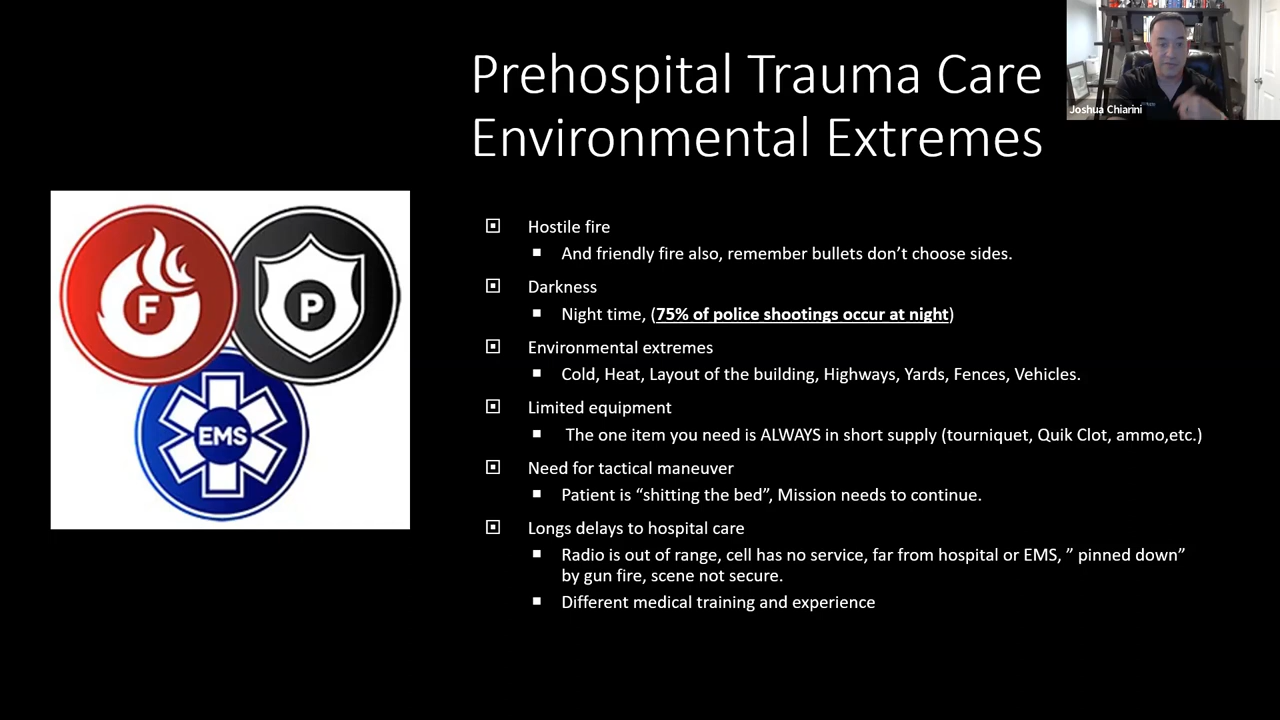 Prehospital Trauma Care
Environmental Extremes
Joshua Chiarini
F
P
EMS
Hostile fire
And friendly fire also, remember bullets don’t choose sides.
Darkness
Night time, (75% of police shootings occur at night)
Environmental extremes
Cold, Heat, Layout of the building, Highways, Yards, Fences, Vehicles.
Limited equipment
The one item you need is ALWAYS in short supply (tourniquet, Quik Clot, ammo,etc.)
Need for tactical maneuver
Patient is “shitting the bed”, Mission needs to continue.
Longs delays to hospital care
Radio is out of range, cell has no service, far from hospital or EMS, ” pinned down”
by gun fire, scene not secure.
Different medical training and experience